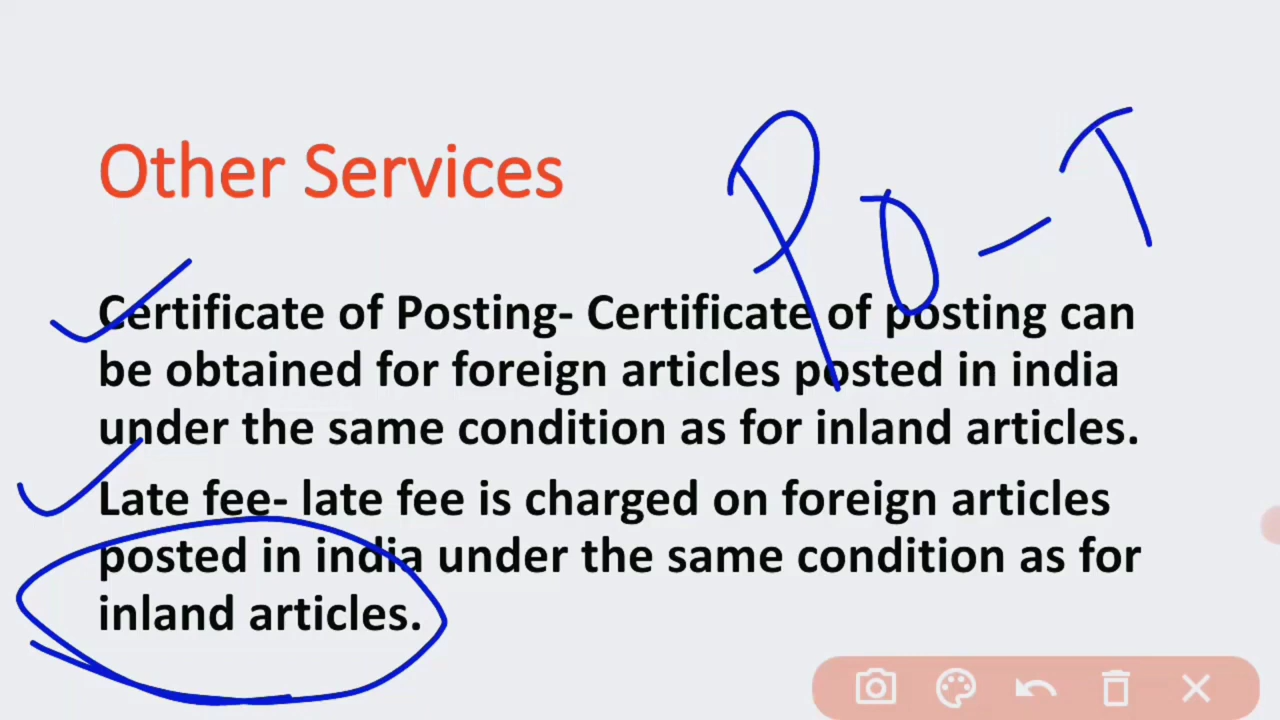 Other Services
PO-T
Certificate of Posting- Certificate of posting can
be obtained for foreign articles posted in india
under the same condition as for inland articles.
Late fee- late fee is charged on foreign articles
posted in india under the same condition as for
inland articles.